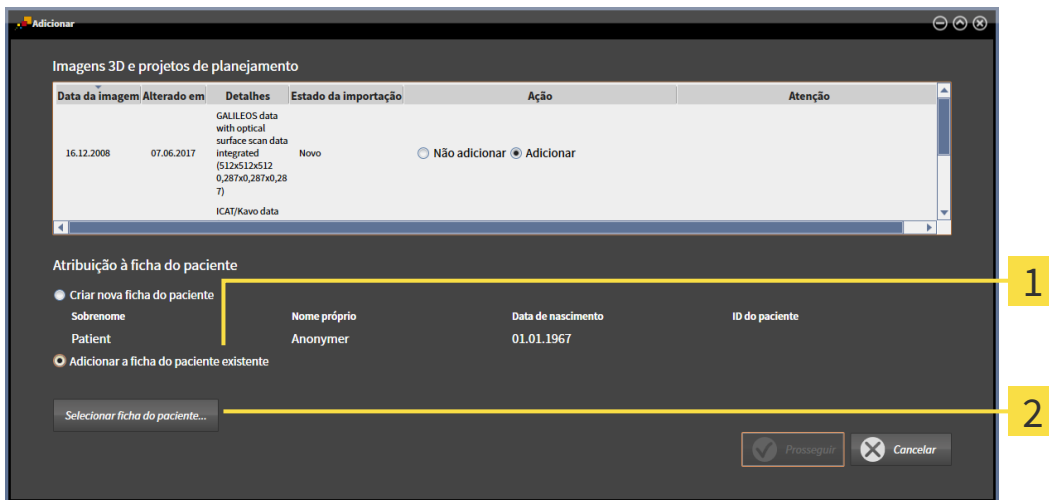 Adicionar
Imagens 3D e projetos de planejamento
Data da imagem Alterado em Detalhes Estado da importação Ação Atenção
GALILEOS data
with optical
surface scan data
16.12.2008 07.06.2017 integrated Novo Não adicionar Adicionar
(512x512x512
0,287x0,287x0,28
7)
ICAT/Kavo data
Atribuição à ficha do paciente
1
Criar nova ficha do paciente
Sobrenome Nome próprio Data de nascimento ID do paciente
Patient Anonymer 01.01.1967
Adicionar a ficha do paciente existente
Selecionar ficha do paciente...
2
Prosseguir Cancelar